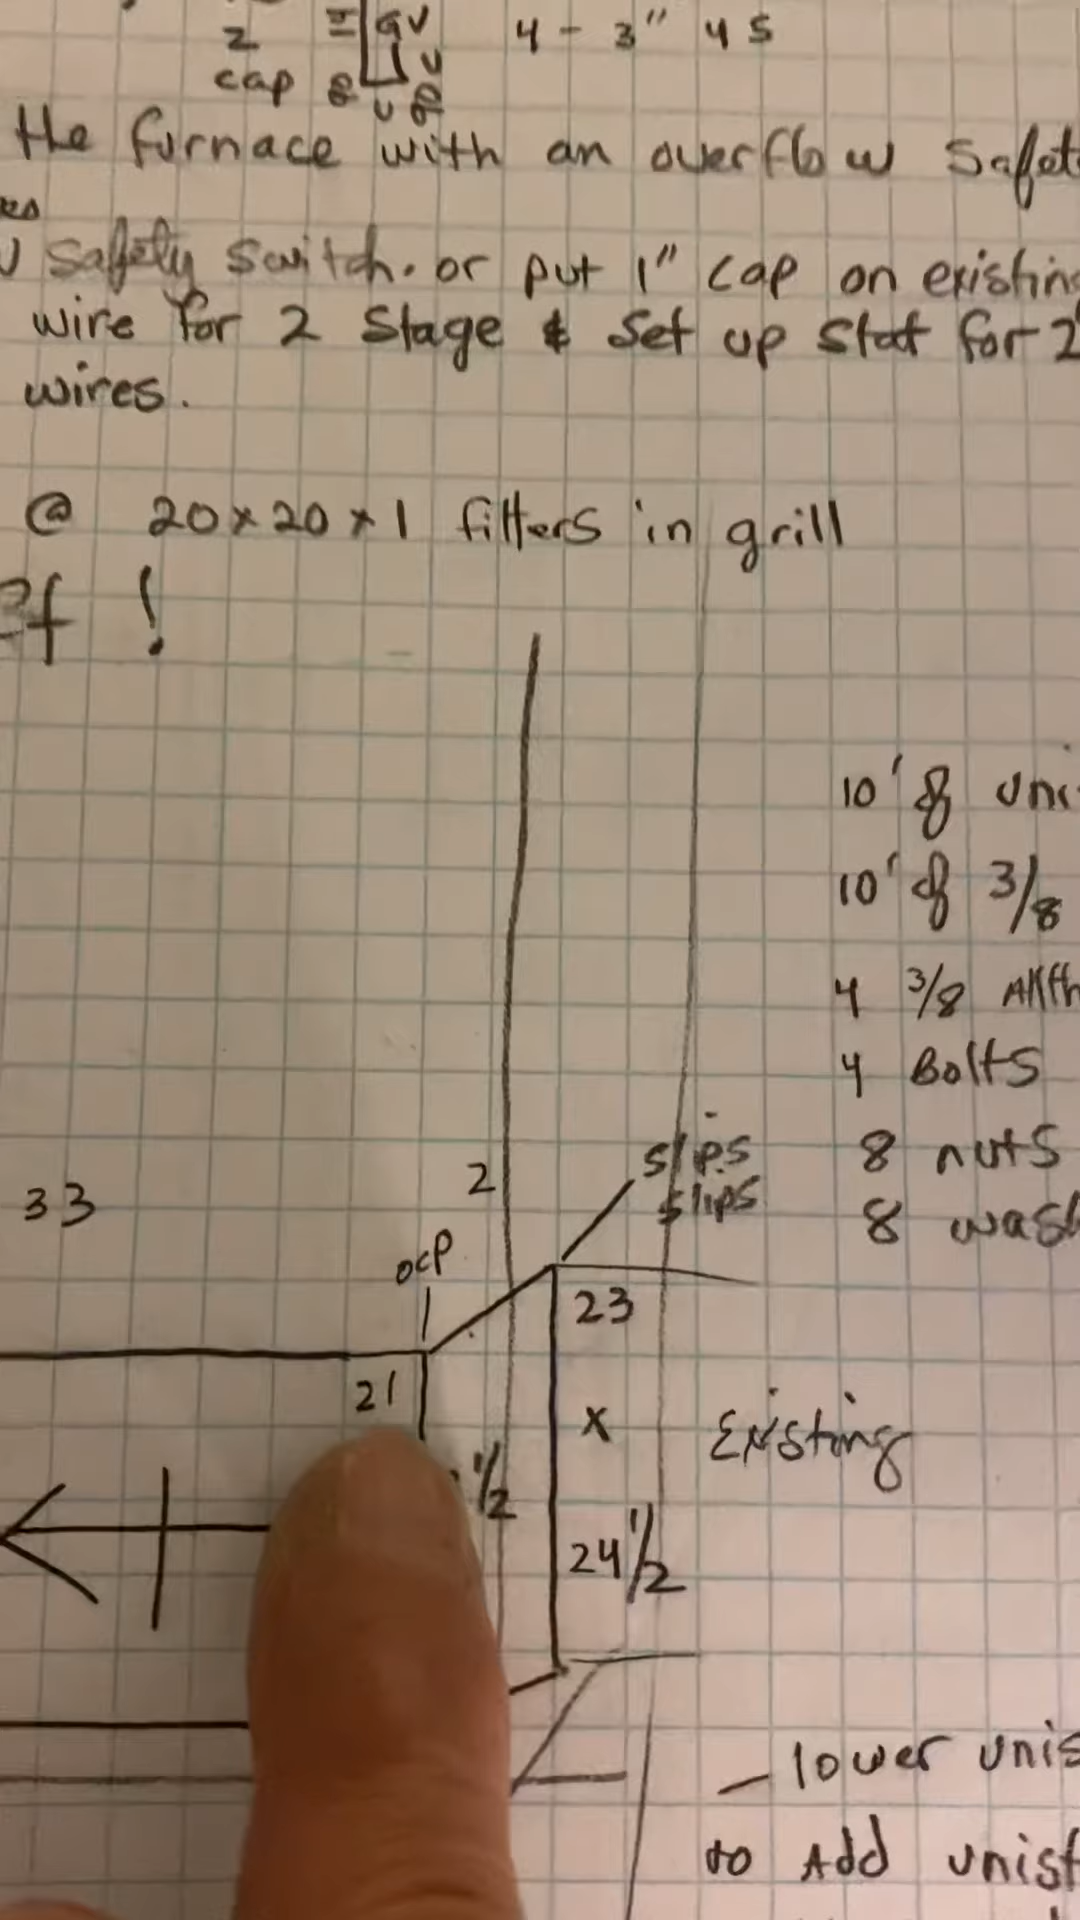 2 4 - 3" 45
cap
the furnace with an overflow
safety switch. or put 1" cap on
wire for 2 stage & set up stat for
wires.
@ 20x20x1 filters in grill
!
10' of
10' of 3/8
4 3/8
4 Bolts
8 nuts
8
slips
2 slips
33
ocp
23
21
x Existing
1/2
24 1/2
- lower
to Add